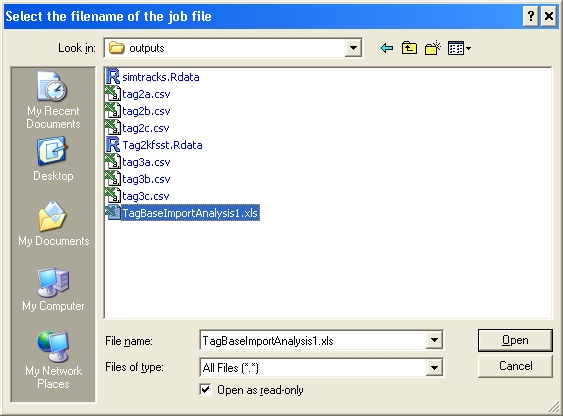 Select the filename of the job file
Look in: outputs
My Recent Documents
Desktop
My Documents
My Computer
My Network Places
simtracks.Rdata
tag2a.csv
tag2b.csv
tag2c.csv
Tag2kfsst.Rdata
tag3a.csv
tag3b.csv
tag3c.csv
TagBaseImportAnalysis1.xls
File name: TagBaseImportAnalysis1.xls Open
Files of type: All Files (*.*) Cancel
Open as read-only